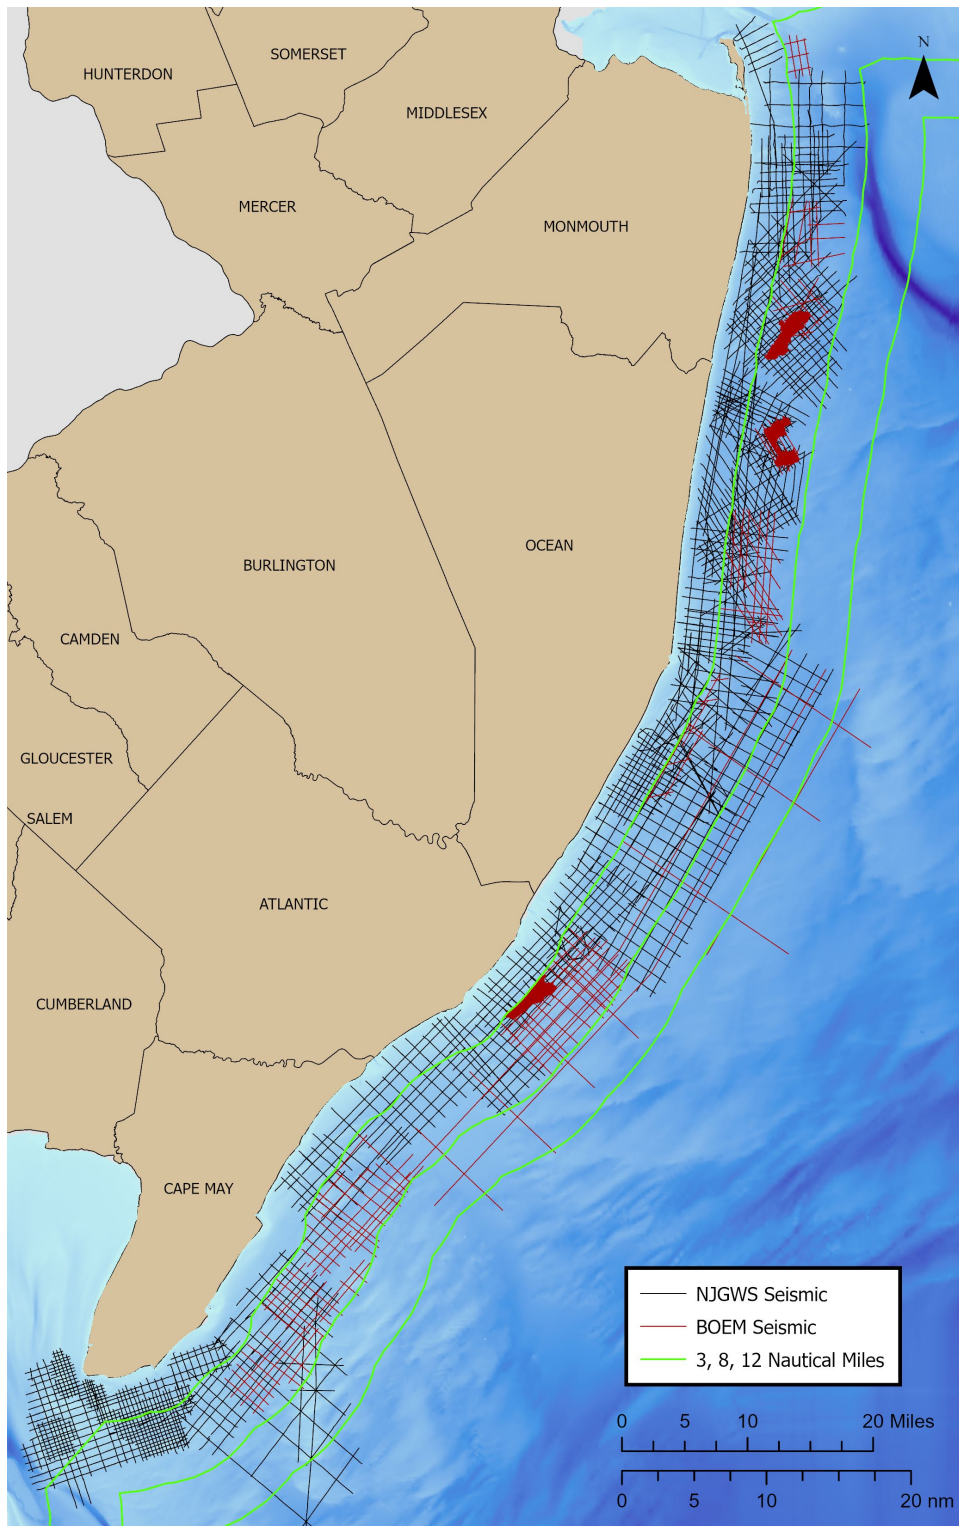 N
SOMERSET
HUNTERDON
MIDDLESEX
MERCER
MONMOUTH
OCEAN
BURLINGTON
CAMDEN
GLOUCESTER
SALEM
ATLANTIC
CUMBERLAND
CAPE MAY
NJGWS Seismic
BOEM Seismic
3, 8, 12 Nautical Miles
0 5 10 20 Miles
0 5 10 20 nm